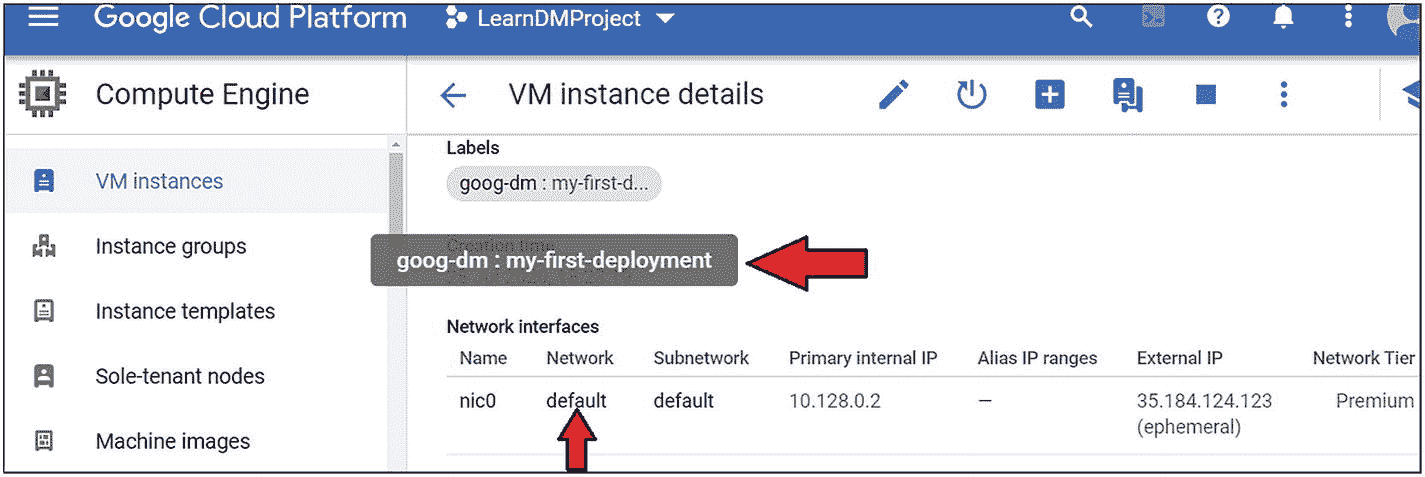 Google Cloud Platform
LearnDMProject
Compute Engine
VM instance details
VM instances
Instance groups
Instance templates
Sole-tenant nodes
Machine images
Labels
goog-dm : my-first-d...
Creation time
goog-dm : my-first-deployment
Network interfaces
Name Network Subnetwork Primary internal IP Alias IP ranges External IP Network Tier
nic0 default default 10.128.0.2 — 35.184.124.123 Premium
(ephemeral)